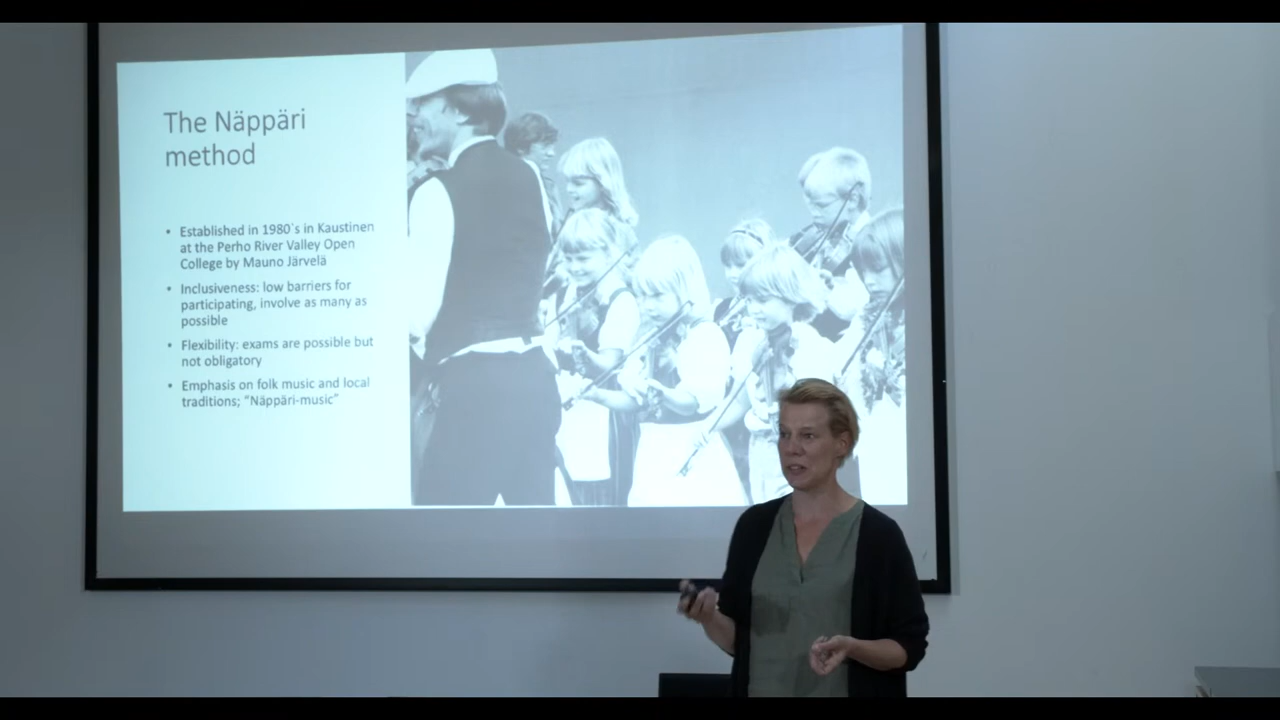 The Näppäri
method
• Established in 1980`s in Kaustinen
at the Perho River Valley Open
College by Mauno Järvelä
• Inclusiveness: low barriers for
participating, involve as many as
possible
• Flexibility: exams are possible but
not obligatory
• Emphasis on folk music and local
traditions; “Näppäri-music”